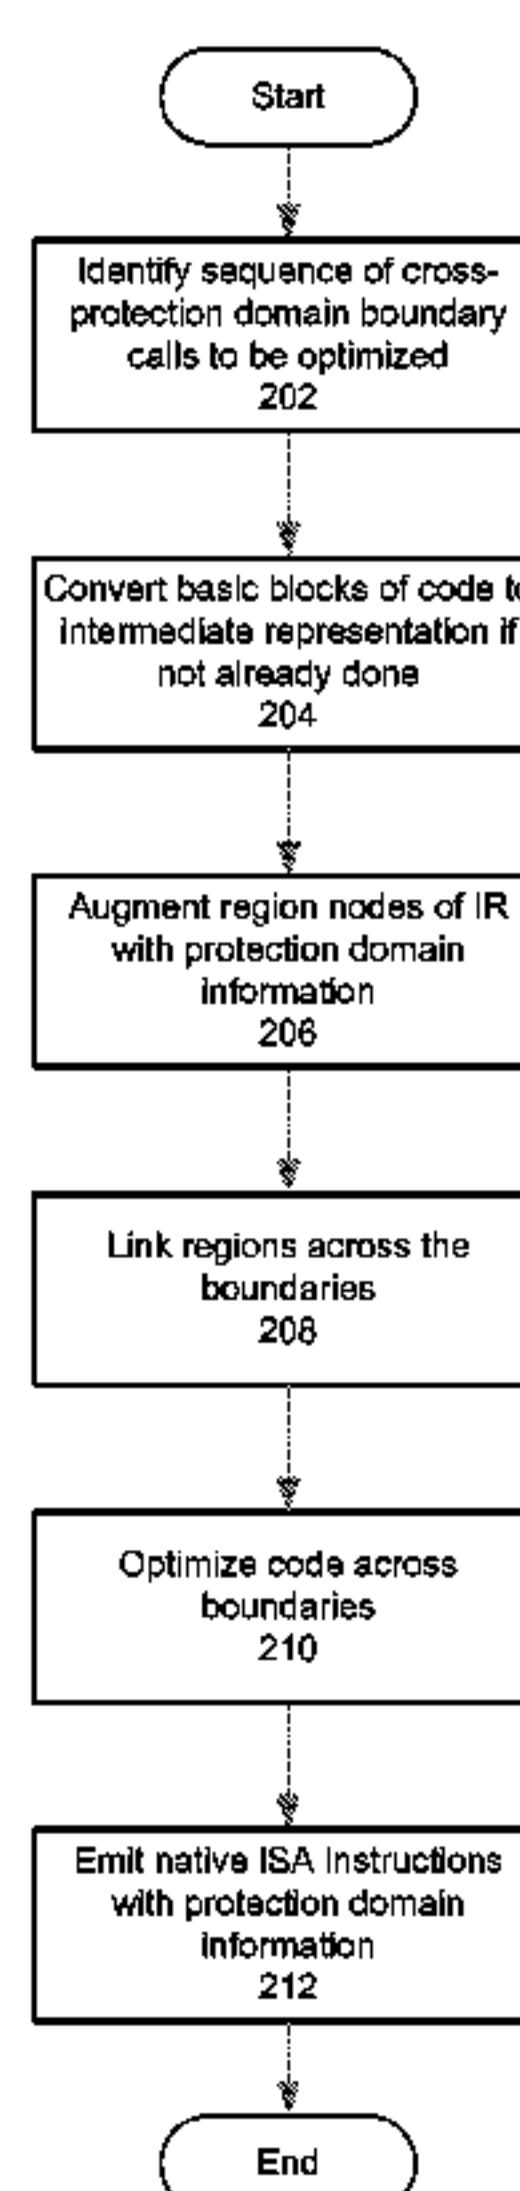 Start
Identify sequence of cross-
protection domain boundary
calls to be optimized
202
Convert basic blocks of code to
intermediate representation if
not already done
204
Augment region nodes of IR
with protection domain
information
206
Link regions across the
boundaries
208
Optimize code across
boundaries
210
Emit native ISA Instructions
with protection domain
information
212
End